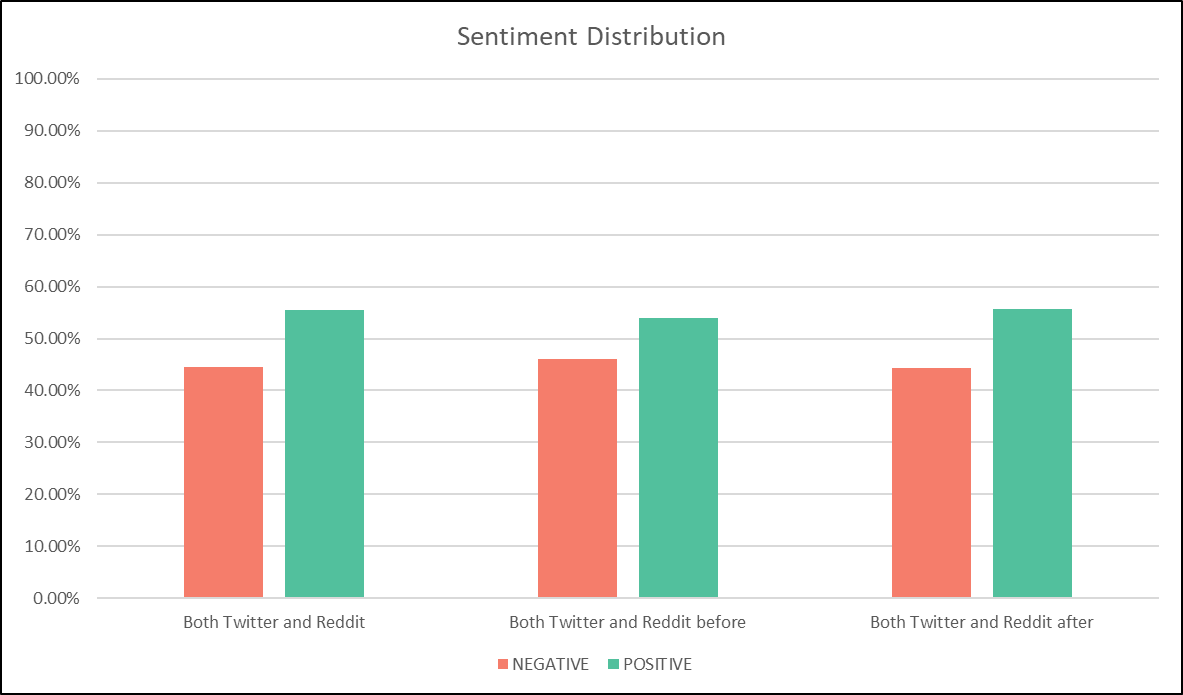 Sentiment Distribution
100.00%
90.00%
80.00%
70.00%
60.00%
50.00%
40.00%
30.00%
20.00%
10.00%
0.00%
Both Twitter and Reddit
Both Twitter and Reddit before
Both Twitter and Reddit after
NEGATIVE
POSITIVE